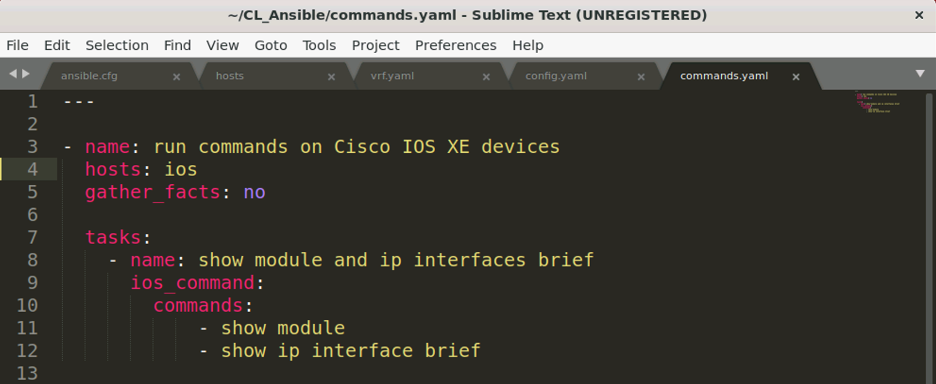 ~/CL_Ansible/commands.yaml - Sublime Text (UNREGISTERED)
File Edit Selection Find View Goto Tools Project Preferences Help
ansible.cfg hosts vrf.yaml config.yaml commands.yaml
1 ---
2
3 - name: run commands on Cisco IOS XE devices
4 hosts: ios
5 gather_facts: no
6
7 tasks:
8 - name: show module and ip interfaces brief
9 ios_command:
10 commands:
11 - show module
12 - show ip interface brief
13